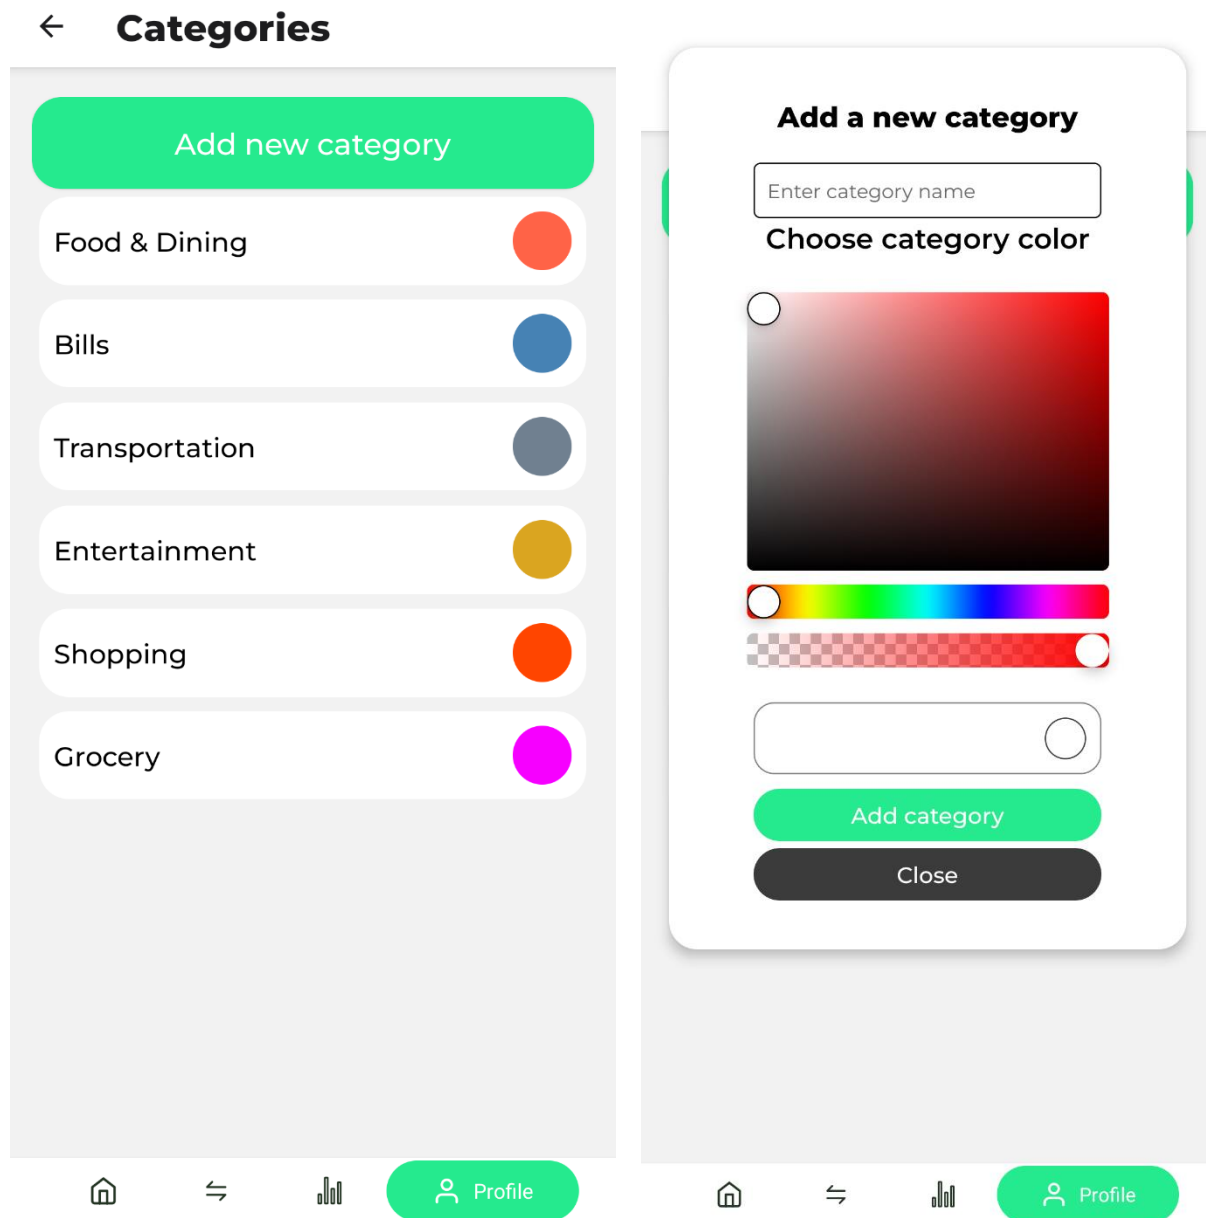 Categories
Add new category
Food & Dining
Bills
Transportation
Entertainment
Shopping
Grocery
Profile
Add a new category
Enter category name
Choose category color
Add category
Close
Profile